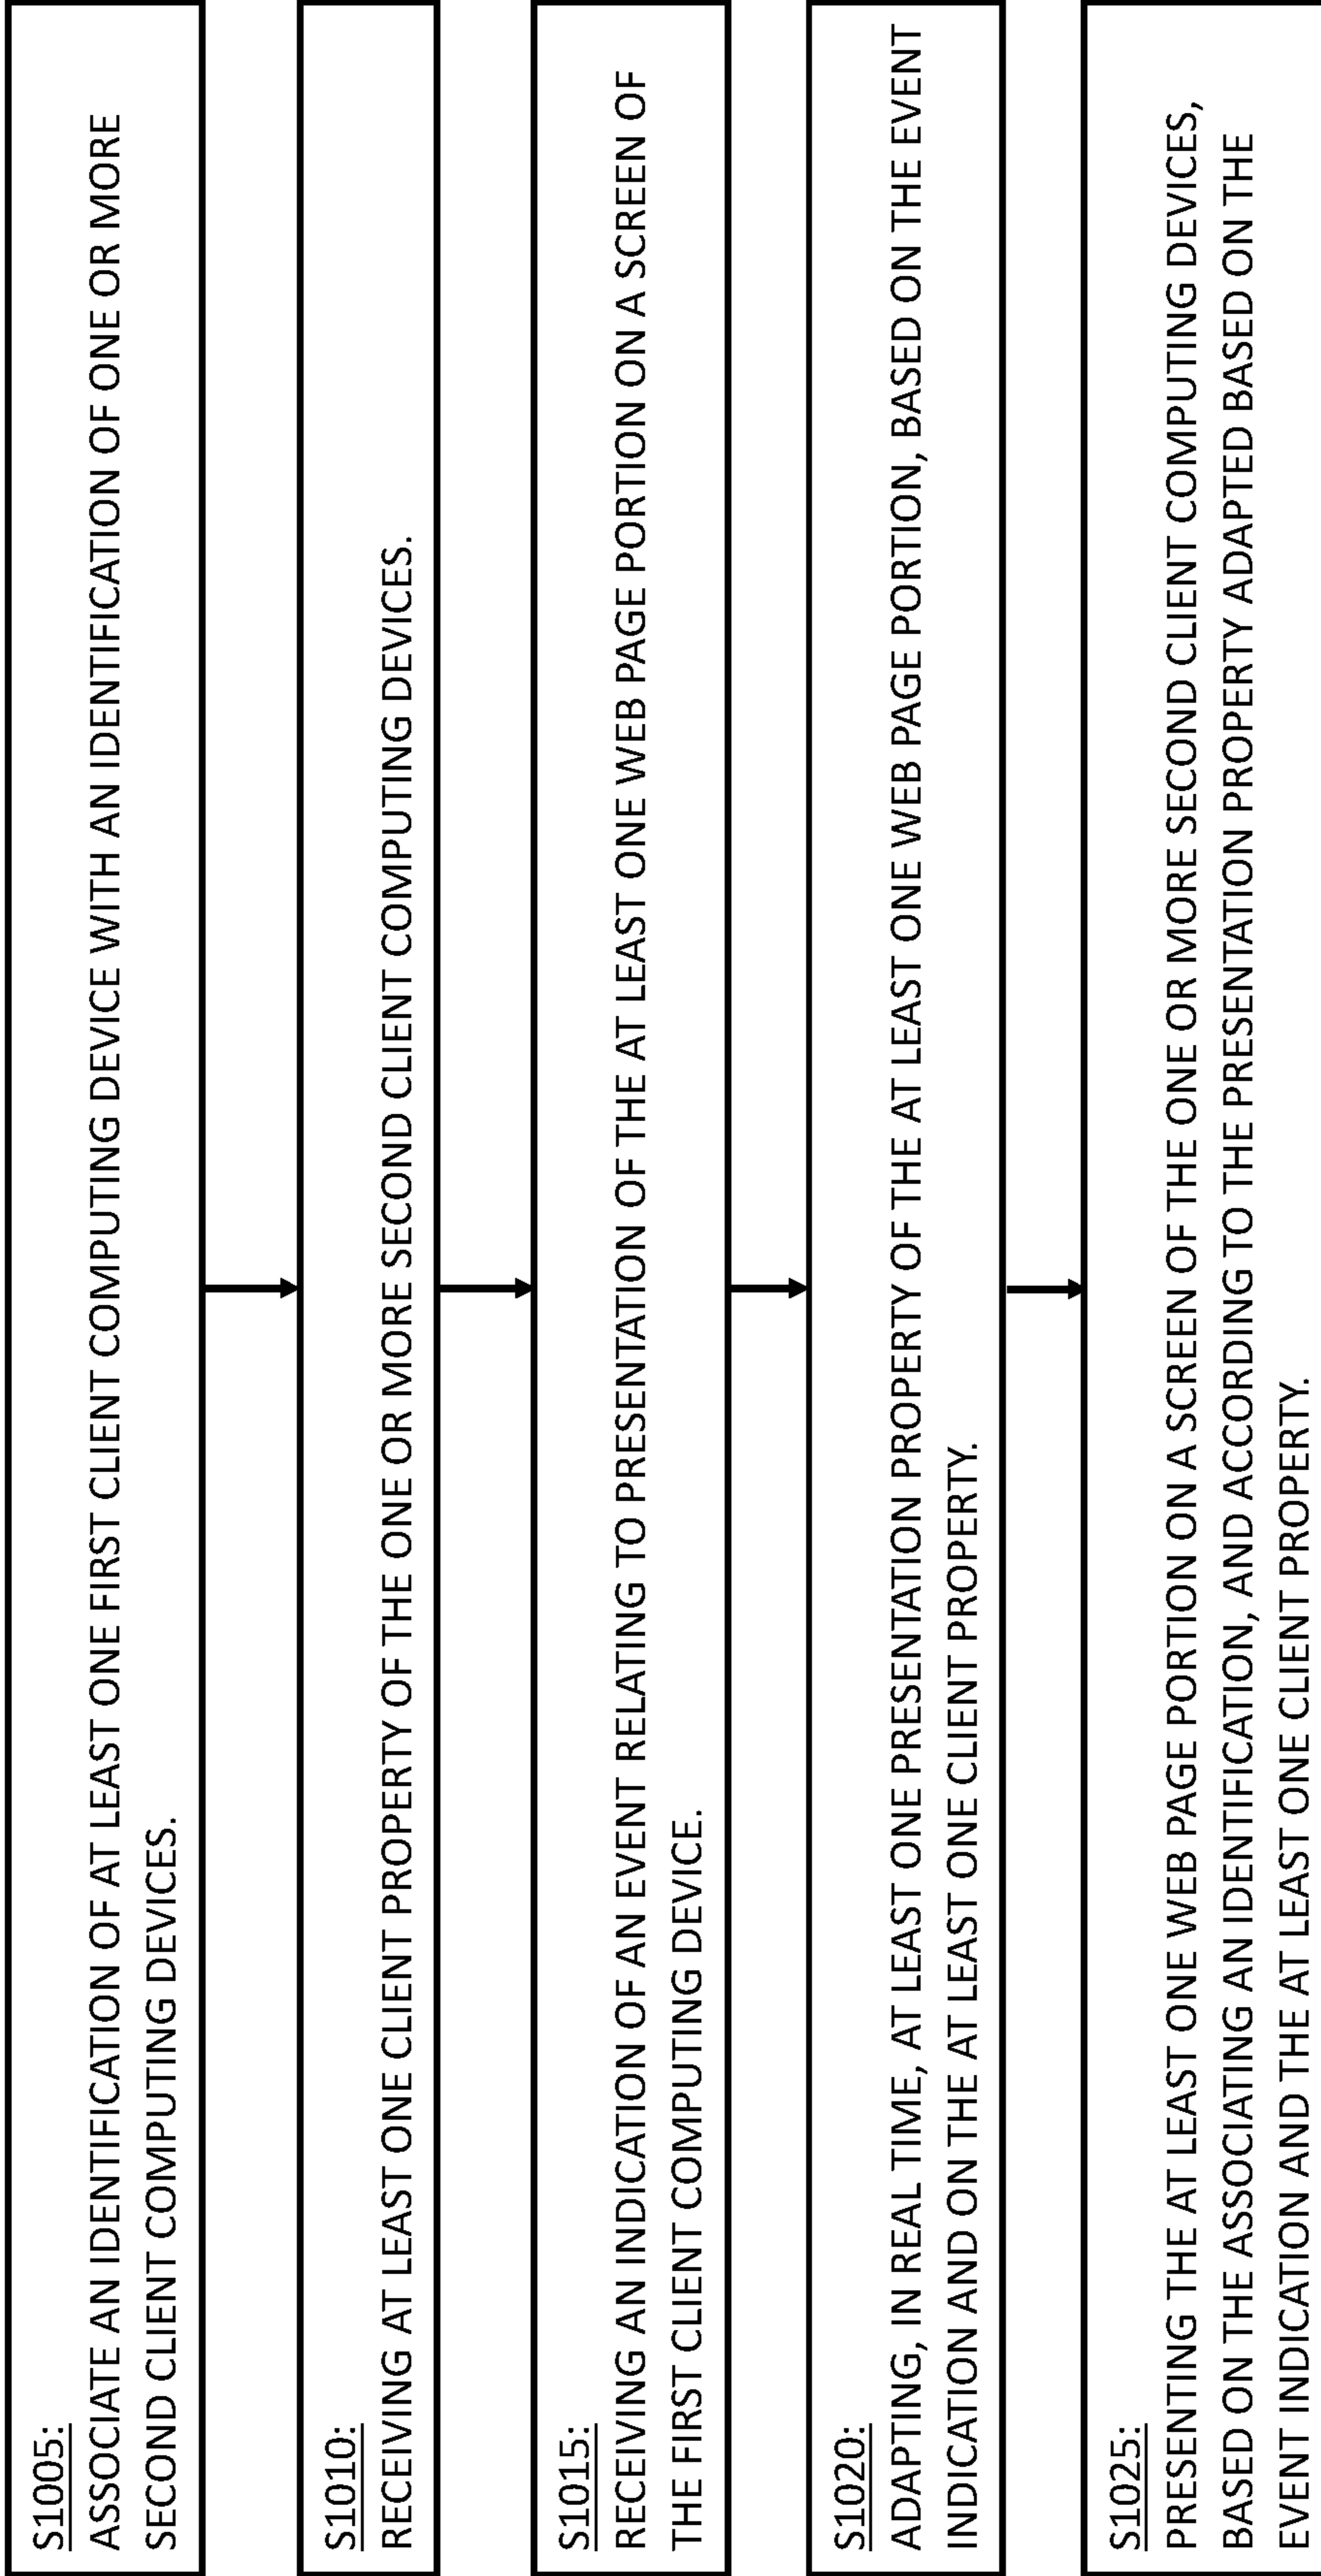 S1005:
ASSOCIATE AN IDENTIFICATION OF AT LEAST ONE FIRST CLIENT COMPUTING DEVICE WITH AN IDENTIFICATION OF ONE OR MORE
SECOND CLIENT COMPUTING DEVICES.
S1010:
RECEIVING AT LEAST ONE CLIENT PROPERTY OF THE ONE OR MORE SECOND CLIENT COMPUTING DEVICES.
S1015:
RECEIVING AN INDICATION OF AN EVENT RELATING TO PRESENTATION OF THE AT LEAST ONE WEB PAGE PORTION ON A SCREEN OF
THE FIRST CLIENT COMPUTING DEVICE.
S1020:
ADAPTING, IN REAL TIME, AT LEAST ONE PRESENTATION PROPERTY OF THE AT LEAST ONE WEB PAGE PORTION, BASED ON THE EVENT
INDICATION AND ON THE AT LEAST ONE CLIENT PROPERTY.
S1025:
PRESENTING THE AT LEAST ONE WEB PAGE PORTION ON A SCREEN OF THE ONE OR MORE SECOND CLIENT COMPUTING DEVICES,
BASED ON THE ASSOCIATING AN IDENTIFICATION, AND ACCORDING TO THE PRESENTATION PROPERTY ADAPTED BASED ON THE
EVENT INDICATION AND THE AT LEAST ONE CLIENT PROPERTY.